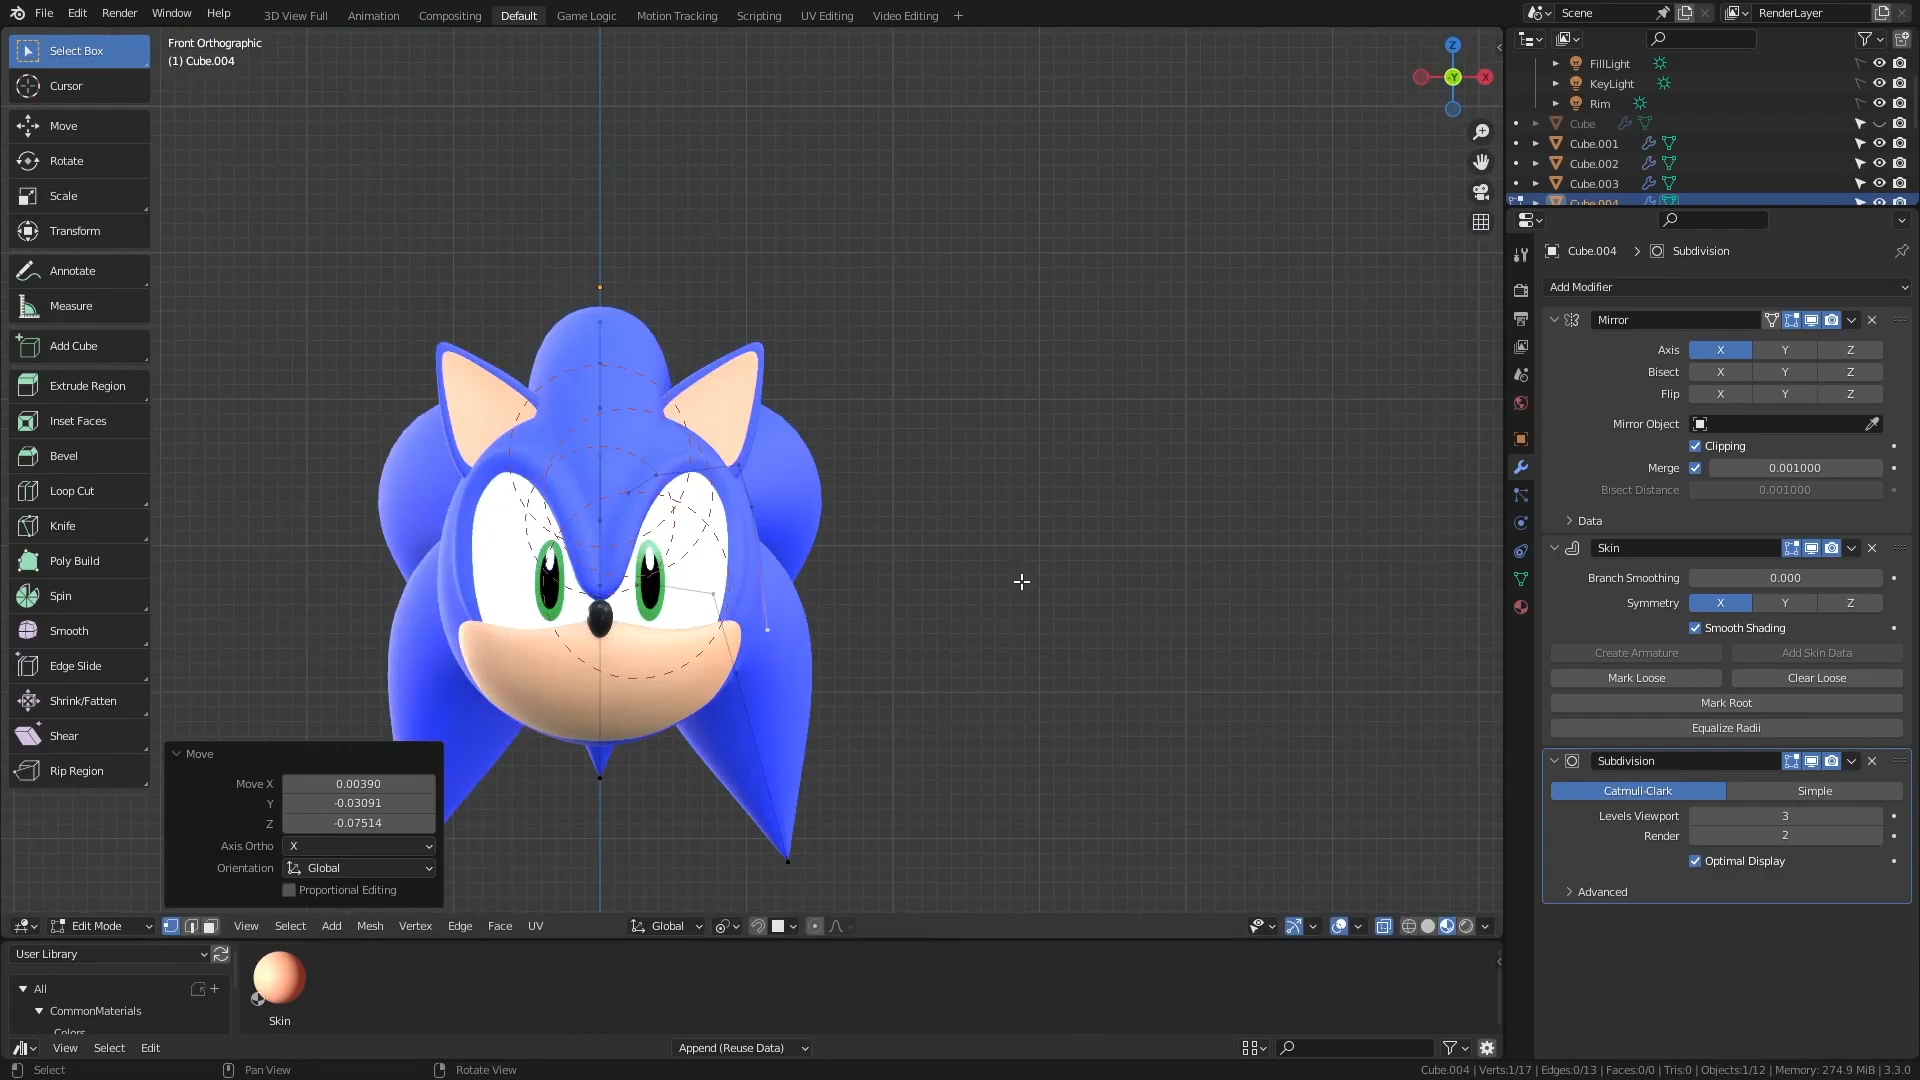 File Edit Render Window Help 3D View Full Animation Compositing Default Game Logic Motion Tracking Scripting UV Editing Video Editing + Scene RenderLayer
Select Box
Cursor
Move
Rotate
Scale
Transform
Annotate
Measure
Add Cube
Extrude Region
Inset Faces
Bevel
Loop Cut
Knife
Poly Build
Spin
Smooth
Edge Slide
Shrink/Fatten
Shear
Rip Region
Front Orthographic
(1) Cube.004
Z
-Y
X
Move
Move X 0.00390
Y -0.03091
Z -0.07514
Axis Ortho X
Orientation Global
Proportional Editing
Edit Mode View Select Add Mesh Vertex Edge Face UV Global
User Library
All
CommonMaterials
Colors
Skin
View Select Edit Append (Reuse Data)
Select Pan View Rotate View
FillLight
KeyLight
Rim
Cube
Cube.001
Cube.002
Cube.003
Cube.004
Cube.004 > Subdivision
Add Modifier
Mirror
Axis X Y Z
Bisect X Y Z
Flip X Y Z
Mirror Object
Clipping
Merge 0.001000
Bisect Distance 0.001000
Data
Skin
Branch Smoothing 0.000
Symmetry X Y Z
Smooth Shading
Create Armature Add Skin Data
Mark Loose Clear Loose
Mark Root
Equalize Radii
Subdivision
Catmull-Clark Simple
Levels Viewport 3
Render 2
Optimal Display
Advanced
Cube.004 | Verts:1/17 | Edges:0/13 | Faces:0/0 | Tris:0 | Objects:1/12 | Memory: 274.9 MiB | 3.3.0